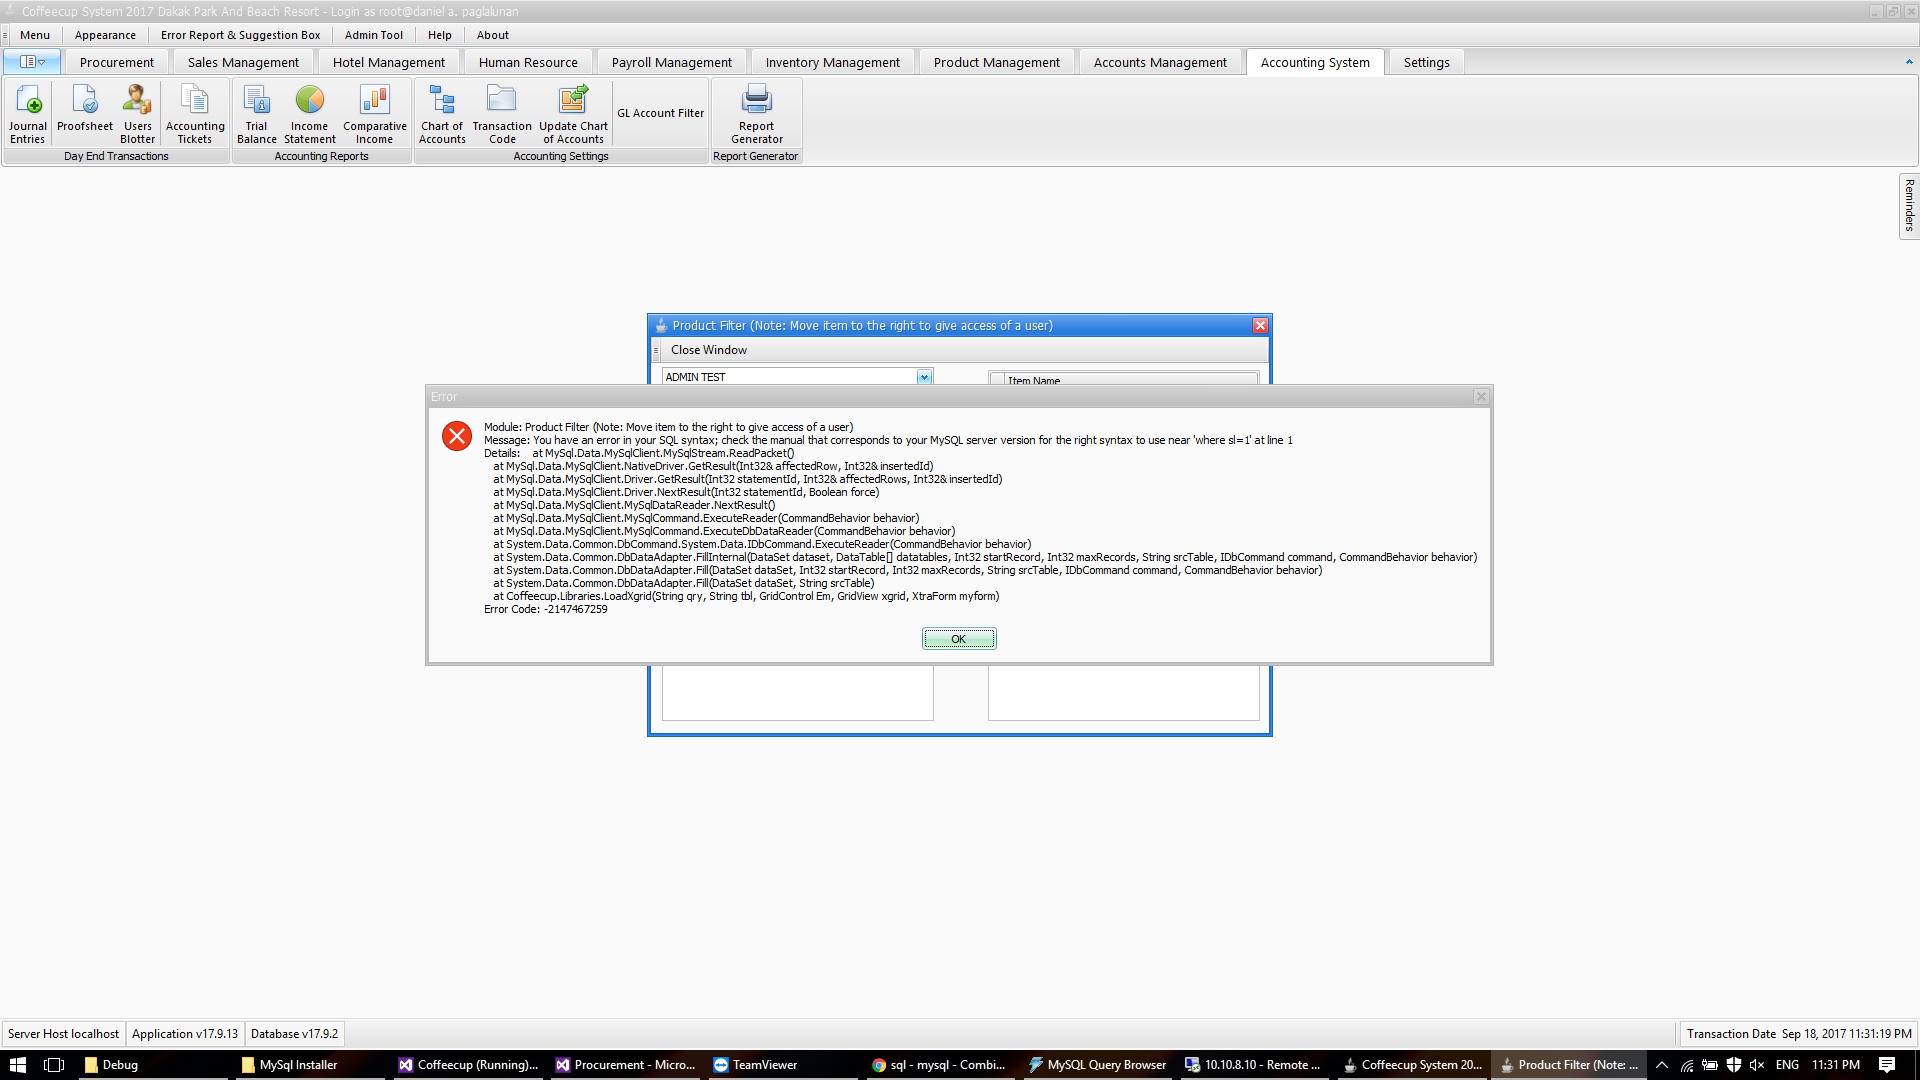 Coffeecup System 2017 Dakak Park And Beach Resort - Login as root@daniel a. paglalunan
Menu Appearance Error Report & Suggestion Box Admin Tool Help About
Procurement Sales Management Hotel Management Human Resource Payroll Management Inventory Management Product Management Accounts Management Accounting System Settings
Journal Entries
Proofsheet
Users Blotter
Accounting Tickets
Trial Balance
Income Statement
Comparative Income
Chart of Accounts
Transaction Code
Update Chart of Accounts
GL Account Filter
Report Generator
Day End Transactions Accounting Reports Accounting Settings Report Generator
Reminders
Product Filter (Note: Move item to the right to give access of a user)
Close Window
ADMIN TEST
Item Name
Error
Module: Product Filter (Note: Move item to the right to give access of a user)
Message: You have an error in your SQL syntax; check the manual that corresponds to your MySQL server version for the right syntax to use near 'where sl=1' at line 1
Details: at MySql.Data.MySqlClient.MySqlStream.ReadPacket()
at MySql.Data.MySqlClient.NativeDriver.GetResult(Int32& affectedRow, Int32& insertedId)
at MySql.Data.MySqlClient.Driver.GetResult(Int32 statementId, Int32& affectedRows, Int32& insertedId)
at MySql.Data.MySqlClient.Driver.NextResult(Int32 statementId, Boolean force)
at MySql.Data.MySqlClient.MySqlDataReader.NextResult()
at MySql.Data.MySqlClient.MySqlCommand.ExecuteReader(CommandBehavior behavior)
at MySql.Data.MySqlClient.MySqlCommand.ExecuteDbDataReader(CommandBehavior behavior)
at System.Data.Common.DbCommand.System.Data.IDbCommand.ExecuteReader(CommandBehavior behavior)
at System.Data.Common.DbDataAdapter.FillInternal(DataSet dataset, DataTable[] datatables, Int32 startRecord, Int32 maxRecords, String srcTable, IDbCommand command, CommandBehavior behavior)
at System.Data.Common.DbDataAdapter.Fill(DataSet dataSet, Int32 startRecord, Int32 maxRecords, String srcTable, IDbCommand command, CommandBehavior behavior)
at System.Data.Common.DbDataAdapter.Fill(DataSet dataSet, String srcTable)
at Coffeecup.Libraries.LoadXgrid(String qry, String tbl, GridControl Em, GridView xgrid, XtraForm myform)
Error Code: -2147467259
OK
Server Host localhost Application v17.9.13 Database v17.9.2 Transaction Date Sep 18, 2017 11:31:19 PM
Debug MySql Installer Coffeecup (Running)... Procurement - Micro... TeamViewer sql - mysql - Combi... MySQL Query Browser 10.10.8.10 - Remote ... Coffeecup System 20... Product Filter (Note: ... ENG 11:31 PM